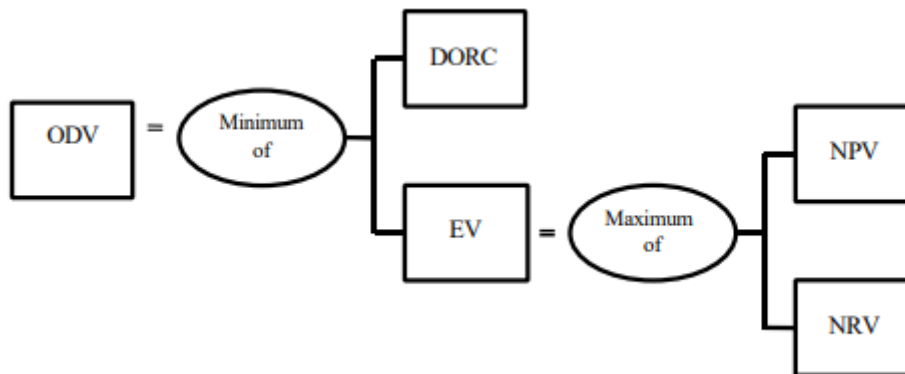 DORC
ODV
=
Minimum
of
NPV
EV
=
Maximum
of
NRV